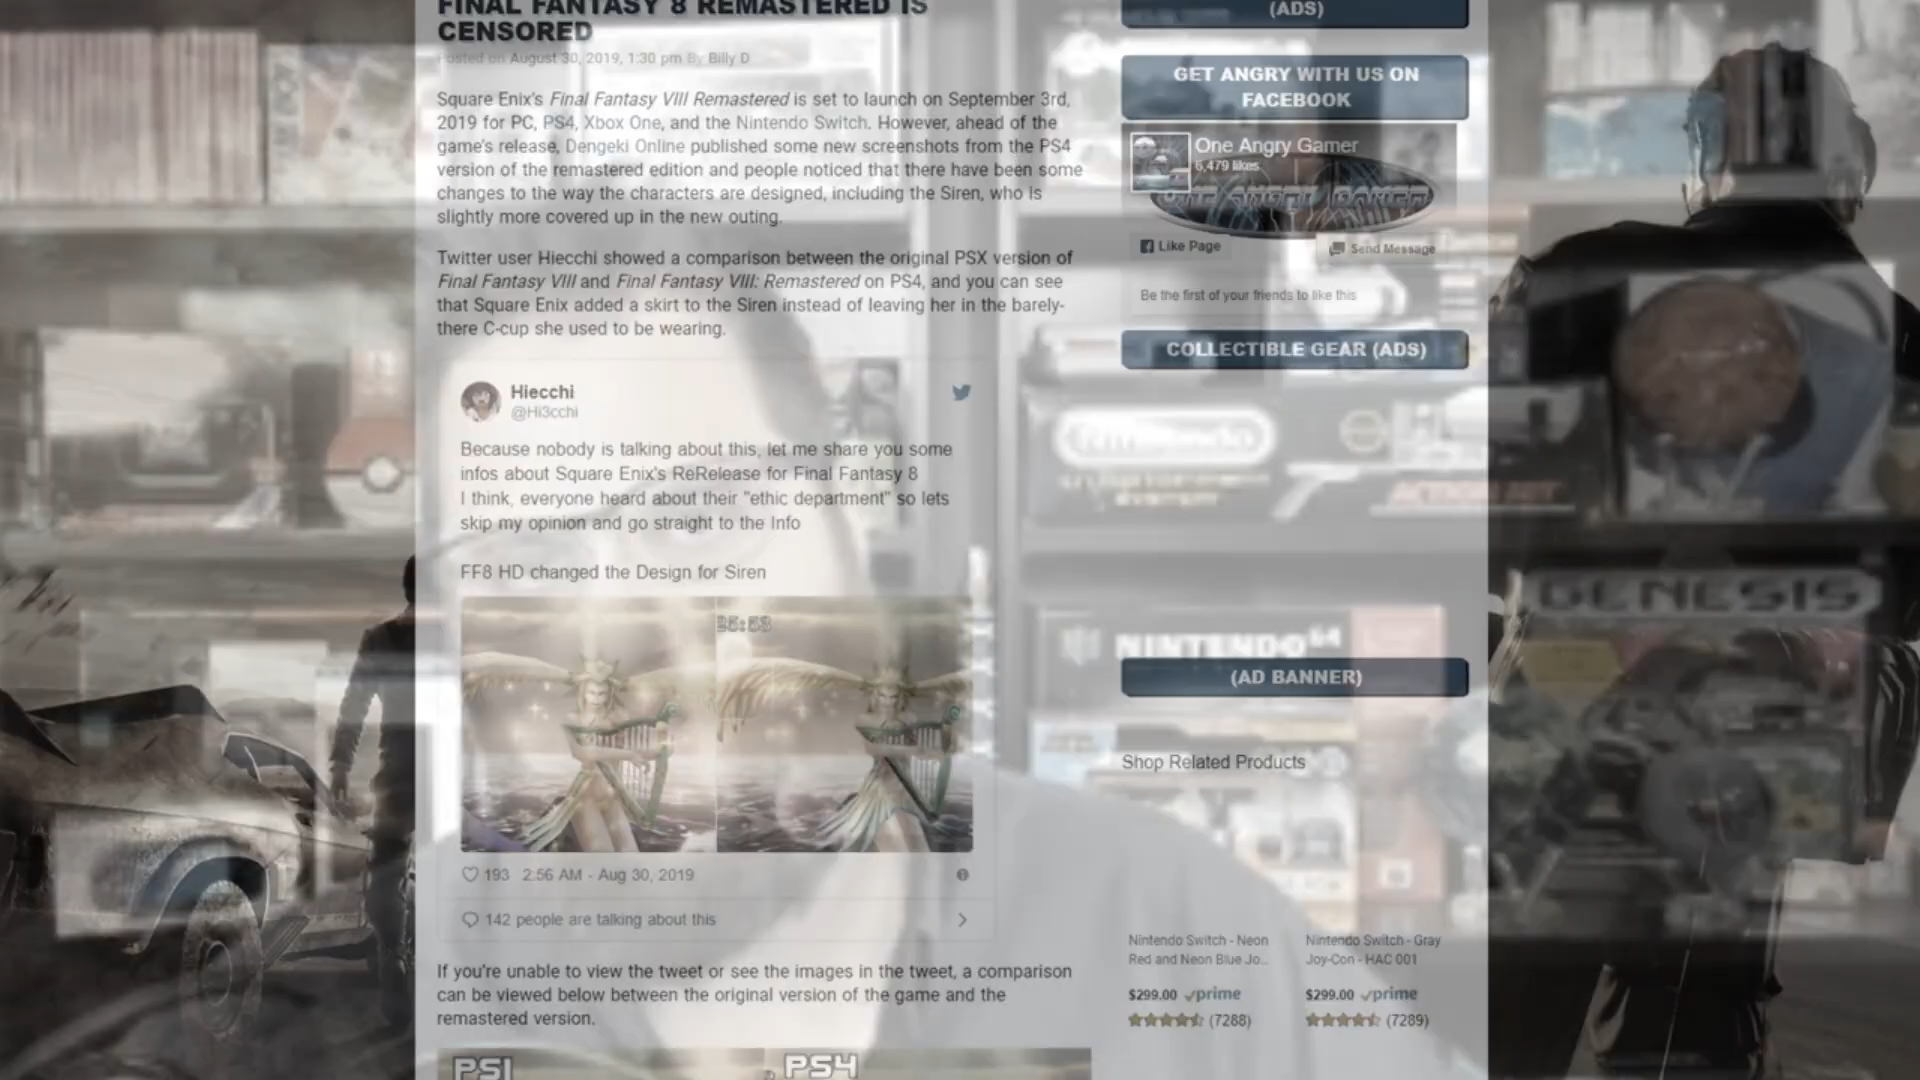 FINAL FANTASY 8 REMASTERED IS
CENSORED
Posted on August 30, 2019, 1:30 pm By Billy D
Square Enix's Final Fantasy VIII Remastered is set to launch on September 3rd,
2019 for PC, PS4, Xbox One, and the Nintendo Switch. However, ahead of the
game's release, Dengeki Online published some new screenshots from the PS4
version of the remastered edition and people noticed that there have been some
changes to the way the characters are designed, including the Siren, who is
slightly more covered up in the new outing.
Twitter user Hiecchi showed a comparison between the original PSX version of
Final Fantasy VIII and Final Fantasy VIII: Remastered on PS4, and you can see
that Square Enix added a skirt to the Siren instead of leaving her in the barely-
there C-cup she used to be wearing.
Hiecchi
@Hi3cchi
Because nobody is talking about this, let me share you some
infos about Square Enix's ReRelease for Final Fantasy 8
I think, everyone heard about their "ethic department" so lets
skip my opinion and go straight to the Info
FF8 HD changed the Design for Siren
25:53
193 2:56 AM - Aug 30, 2019
142 people are talking about this
If you're unable to view the tweet or see the images in the tweet, a comparison
can be viewed below between the original version of the game and the
remastered version.
PS1
PS4
(ADS)
GET ANGRY WITH US ON
FACEBOOK
One Angry Gamer
6,479 likes
ONE ANGRY GAMER
Like Page
Send Message
Be the first of your friends to like this
COLLECTIBLE GEAR (ADS)
Nintendo
ACTION SET
NINTENDO 64
(AD BANNER)
Shop Related Products
Nintendo Switch - Neon
Red and Neon Blue Jo...
$299.00 prime
(7288)
Nintendo Switch - Gray
Joy-Con - HAC 001
$299.00 prime
(7289)
GENESIS